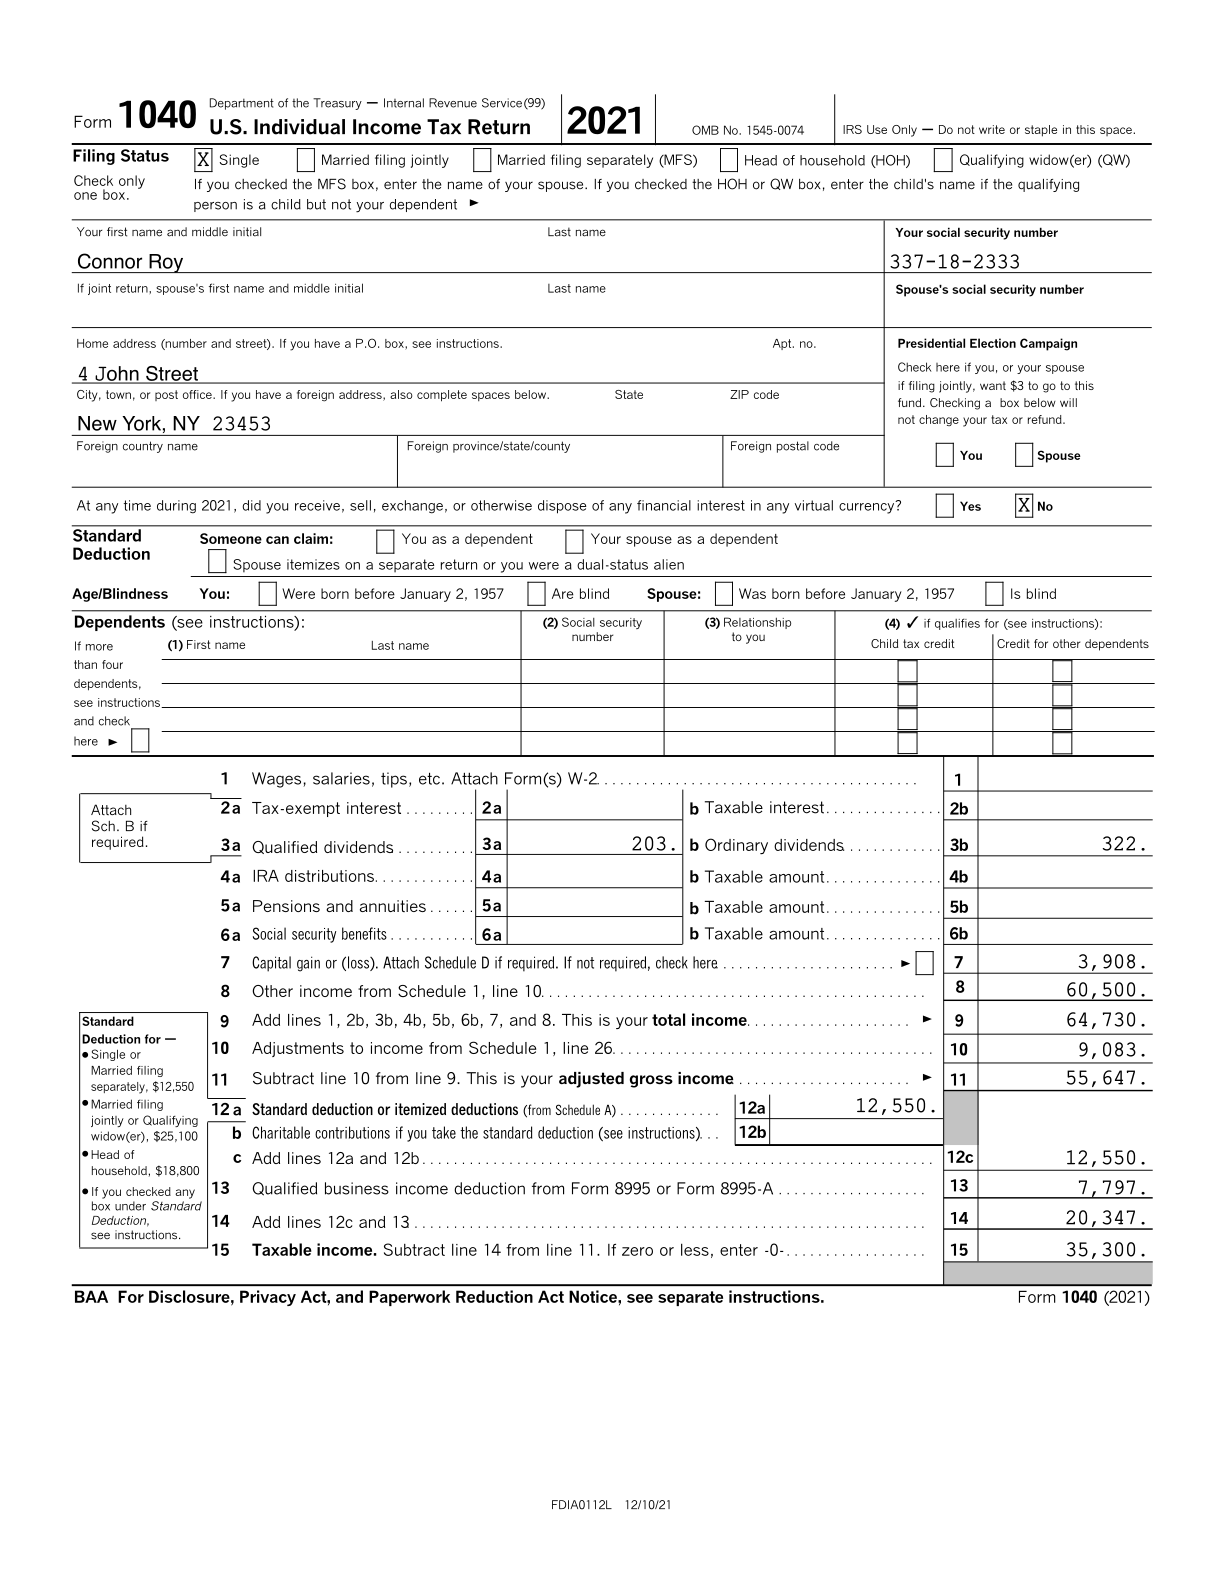 Form 1040 Department of the Treasury — Internal Revenue Service (99)
U.S. Individual Income Tax Return 2021 OMB No. 1545-0074 IRS Use Only — Do not write or staple in this space.
Filing Status X Single Married filing jointly Married filing separately (MFS) Head of household (HOH) Qualifying widow(er) (QW)
Check only one box.
If you checked the MFS box, enter the name of your spouse. If you checked the HOH or QW box, enter the child's name if the qualifying
person is a child but not your dependent ►
Your first name and middle initial Last name Your social security number
Connor Roy 337-18-2333
If joint return, spouse's first name and middle initial Last name Spouse's social security number
Home address (number and street). If you have a P.O. box, see instructions. Apt. no.
4 John Street
City, town, or post office. If you have a foreign address, also complete spaces below. State ZIP code
New York, NY 23453
Foreign country name Foreign province/state/county Foreign postal code
Presidential Election Campaign
Check here if you, or your spouse
if filing jointly, want $3 to go to this
fund. Checking a box below will
not change your tax or refund.
You Spouse
At any time during 2021, did you receive, sell, exchange, or otherwise dispose of any financial interest in any virtual currency? Yes X No
Standard
Deduction
Someone can claim: You as a dependent Your spouse as a dependent
Spouse itemizes on a separate return or you were a dual-status alien
Age/Blindness You: Were born before January 2, 1957 Are blind Spouse: Was born before January 2, 1957 Is blind
Dependents (see instructions):
(2) Social security
number
(3) Relationship
to you
(4) ✓ if qualifies for (see instructions):
(1) First name Last name Child tax credit Credit for other dependents
If more
than four
dependents,
see instructions
and check
here ►
1 Wages, salaries, tips, etc. Attach Form(s) W-2 1
Attach
Sch. B if
required.
2a Tax-exempt interest 2a b Taxable interest 2b
3a Qualified dividends 3a 203. b Ordinary dividends 3b 322.
4a IRA distributions 4a b Taxable amount 4b
5a Pensions and annuities 5a b Taxable amount 5b
6a Social security benefits 6a b Taxable amount 6b
7 Capital gain or (loss). Attach Schedule D if required. If not required, check here ► 7 3,908.
8 Other income from Schedule 1, line 10 8 60,500.
9 Add lines 1, 2b, 3b, 4b, 5b, 6b, 7, and 8. This is your total income ► 9 64,730.
10 Adjustments to income from Schedule 1, line 26 10 9,083.
11 Subtract line 10 from line 9. This is your adjusted gross income ► 11 55,647.
12a Standard deduction or itemized deductions (from Schedule A) 12a 12,550.
b Charitable contributions if you take the standard deduction (see instructions) 12b
c Add lines 12a and 12b 12c 12,550.
13 Qualified business income deduction from Form 8995 or Form 8995-A 13 7,797.
14 Add lines 12c and 13 14 20,347.
15 Taxable income. Subtract line 14 from line 11. If zero or less, enter -0- 15 35,300.
Standard
Deduction for —
● Single or
Married filing
separately, $12,550
● Married filing
jointly or Qualifying
widow(er), $25,100
● Head of
household, $18,800
● If you checked any
box under Standard
Deduction,
see instructions.
BAA For Disclosure, Privacy Act, and Paperwork Reduction Act Notice, see separate instructions. Form 1040 (2021)
FDIA0112L 12/10/21